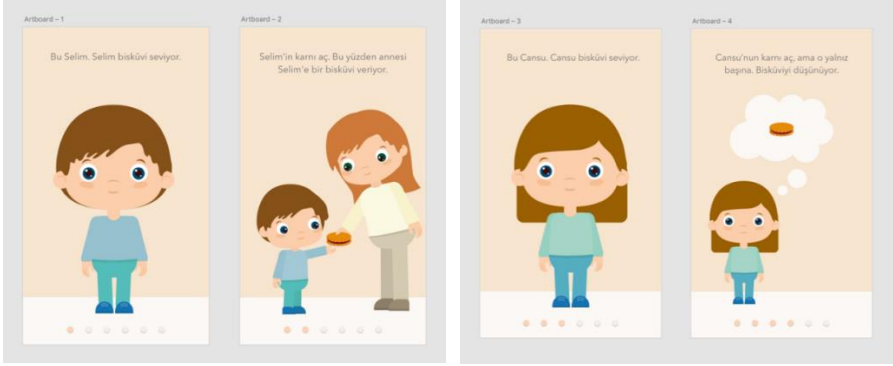 Artboard – 1
Bu Selim. Selim bisküvi seviyor.
Artboard – 2
Selim'in karnı aç. Bu yüzden annesi
Selim'e bir bisküvi veriyor.
Artboard – 3
Bu Cansu. Cansu bisküvi seviyor.
Artboard – 4
Cansu'nun karnı aç, ama o yalnız
başına. Bisküviyi düşünüyor.